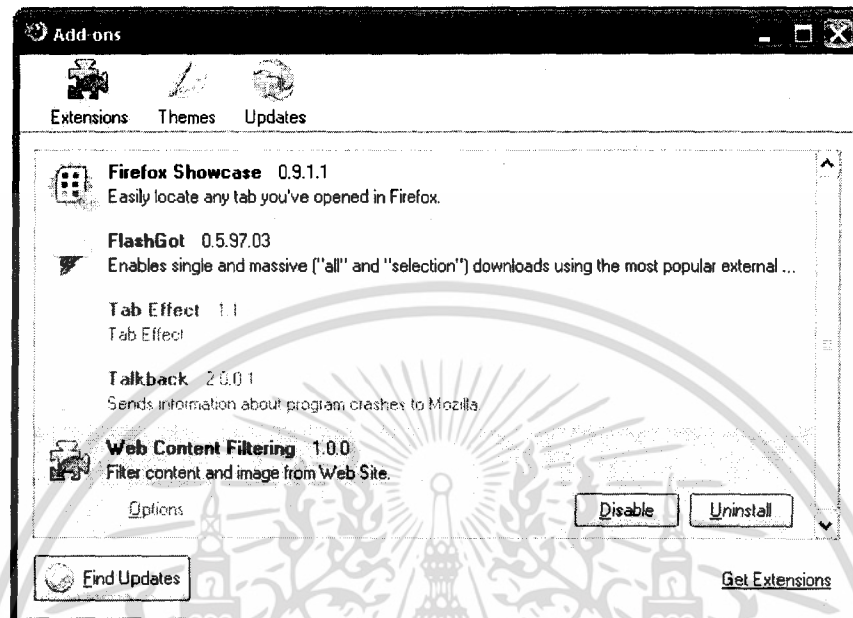 Add-ons
Extensions Themes Updates
Firefox Showcase 0.9.1.1
Easily locate any tab you've opened in Firefox.
FlashGot 0.5.97.03
Enables single and massive ("all" and "selection") downloads using the most popular external ...
Tab Effect 1.1
Tab Effect
Talkback 2.0.0.1
Sends information about program crashes to Mozilla.
Web Content Filtering 1.0.0
Filter content and image from Web Site.
Options Disable Uninstall
Find Updates Get Extensions